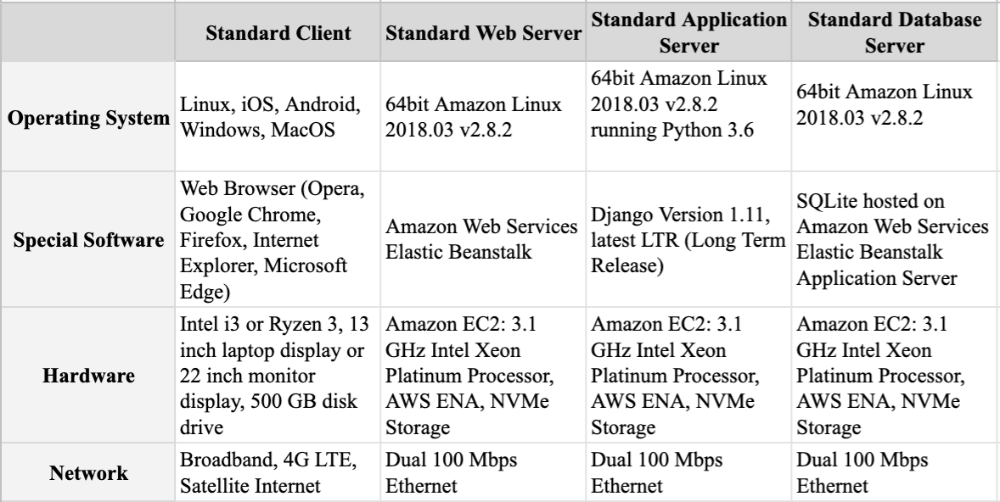 Standard Client
Standard Web Server
Standard Application
Server
Standard Database
Server
Operating System
Linux, iOS, Android,
Windows, MacOS
64bit Amazon Linux
2018.03 v2.8.2
64bit Amazon Linux
2018.03 v2.8.2
running Python 3.6
64bit Amazon Linux
2018.03 v2.8.2
Special Software
Web Browser (Opera,
Google Chrome,
Firefox, Internet
Explorer, Microsoft
Edge)
Amazon Web Services
Elastic Beanstalk
Django Version 1.11,
latest LTR (Long Term
Release)
SQLite hosted on
Amazon Web Services
Elastic Beanstalk
Application Server
Hardware
Intel i3 or Ryzen 3, 13
inch laptop display or
22 inch monitor
display, 500 GB disk
drive
Amazon EC2: 3.1
GHz Intel Xeon
Platinum Processor,
AWS ENA, NVMe
Storage
Amazon EC2: 3.1
GHz Intel Xeon
Platinum Processor,
AWS ENA, NVMe
Storage
Amazon EC2: 3.1
GHz Intel Xeon
Platinum Processor,
AWS ENA, NVMe
Storage
Network
Broadband, 4G LTE,
Satellite Internet
Dual 100 Mbps
Ethernet
Dual 100 Mbps
Ethernet
Dual 100 Mbps
Ethernet